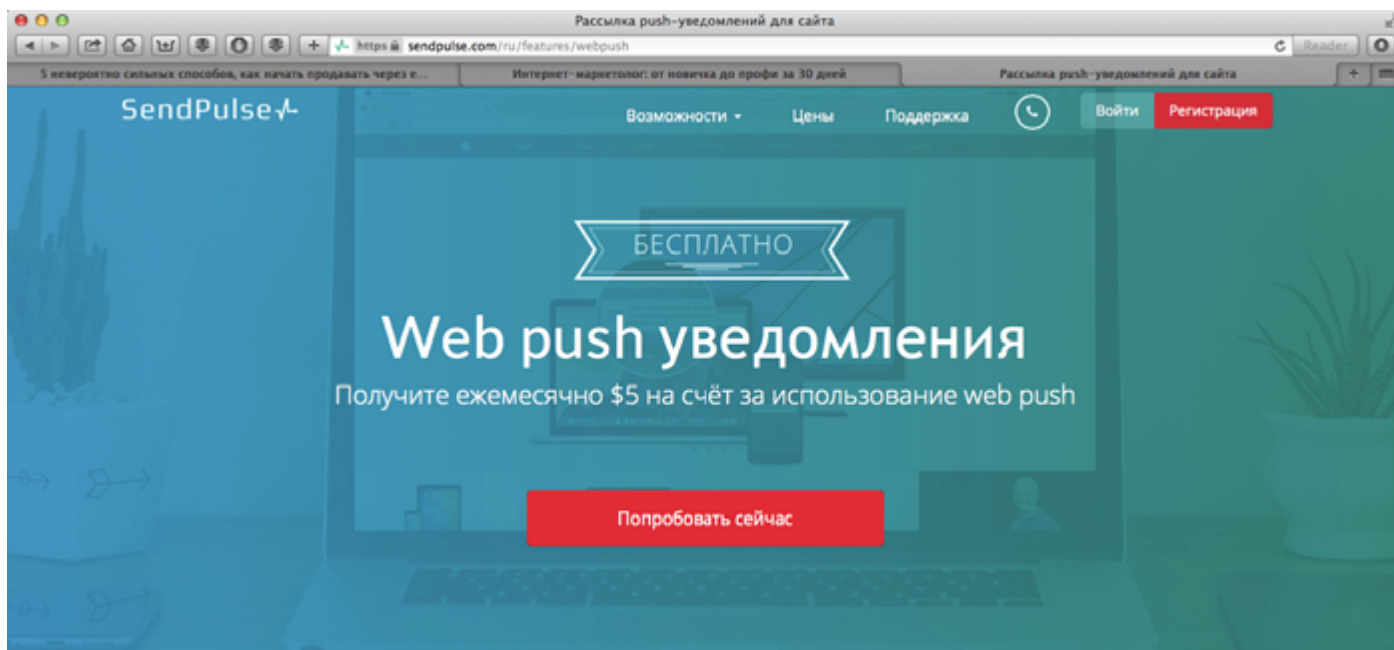 Рассылка push-уведомлений для сайта
https sendpulse.com/ru/features/webpush
Reader
5 невероятно сильных способов, как начать продавать через e...
Интернет-маркетолог: от новичка до профи за 30 дней
Рассылка push-уведомлений для сайта
SendPulse
Возможности
Цены
Поддержка
Войти
Регистрация
БЕСПЛАТНО
Web push уведомления
Получите ежемесячно $5 на счёт за использование web push
Попробовать сейчас